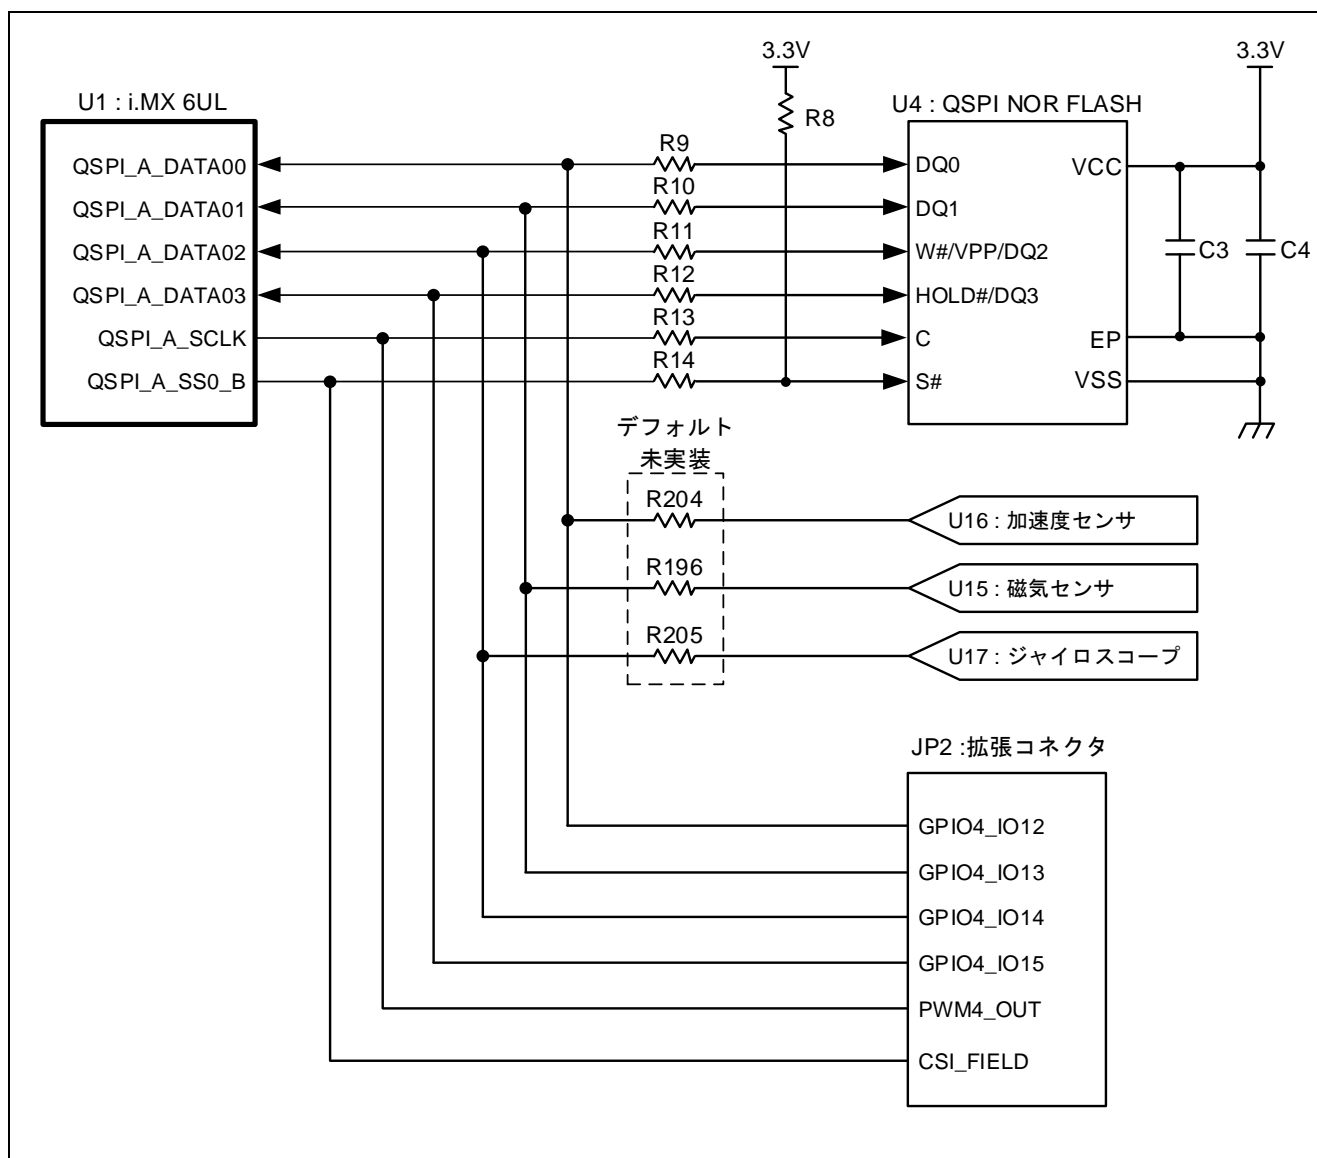 3.3V
3.3V
U1 : i.MX 6UL
R8
U4 : QSPI NOR FLASH
QSPI_A_DATA00
R9
DQ0
VCC
QSPI_A_DATA01
R10
DQ1
QSPI_A_DATA02
R11
W#/VPP/DQ2
C3
C4
QSPI_A_DATA03
R12
HOLD#/DQ3
QSPI_A_SCLK
R13
C
EP
QSPI_A_SS0_B
R14
S#
VSS
デフォルト
未実装
R204
U16 : 加速度センサ
R196
U15 : 磁気センサ
R205
U17 : ジャイロスコープ
JP2 :拡張コネクタ
GPIO4_IO12
GPIO4_IO13
GPIO4_IO14
GPIO4_IO15
PWM4_OUT
CSI_FIELD